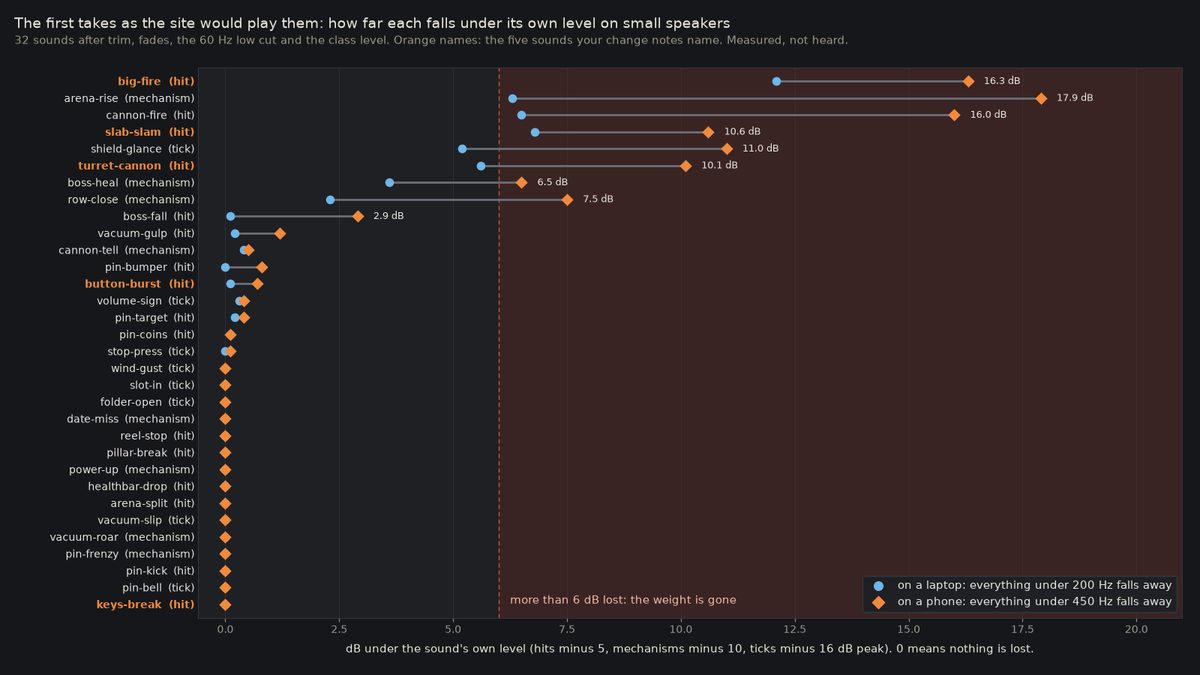 The first takes as the site would play them: how far each falls under its own level on small speakers
32 sounds after trim, fades, the 60 Hz low cut and the class level. Orange names: the five sounds your change notes name. Measured, not heard.
big-fire (hit) 16.3 dB
arena-rise (mechanism) 17.9 dB
cannon-fire (hit) 16.0 dB
slab-slam (hit) 10.6 dB
shield-glance (tick) 11.0 dB
turret-cannon (hit) 10.1 dB
boss-heal (mechanism) 6.5 dB
row-close (mechanism) 7.5 dB
boss-fall (hit) 2.9 dB
vacuum-gulp (hit)
cannon-tell (mechanism)
pin-bumper (hit)
button-burst (hit)
volume-sign (tick)
pin-target (hit)
pin-coins (hit)
stop-press (tick)
wind-gust (tick)
slot-in (tick)
folder-open (tick)
date-miss (mechanism)
reel-stop (hit)
pillar-break (hit)
power-up (mechanism)
healthbar-drop (hit)
arena-split (hit)
vacuum-slip (tick)
vacuum-roar (mechanism)
pin-frenzy (mechanism)
pin-kick (hit)
pin-bell (tick)
keys-break (hit)
more than 6 dB lost: the weight is gone
on a laptop: everything under 200 Hz falls away
on a phone: everything under 450 Hz falls away
0.0 2.5 5.0 7.5 10.0 12.5 15.0 17.5 20.0
dB under the sound's own level (hits minus 5, mechanisms minus 10, ticks minus 16 dB peak). 0 means nothing is lost.